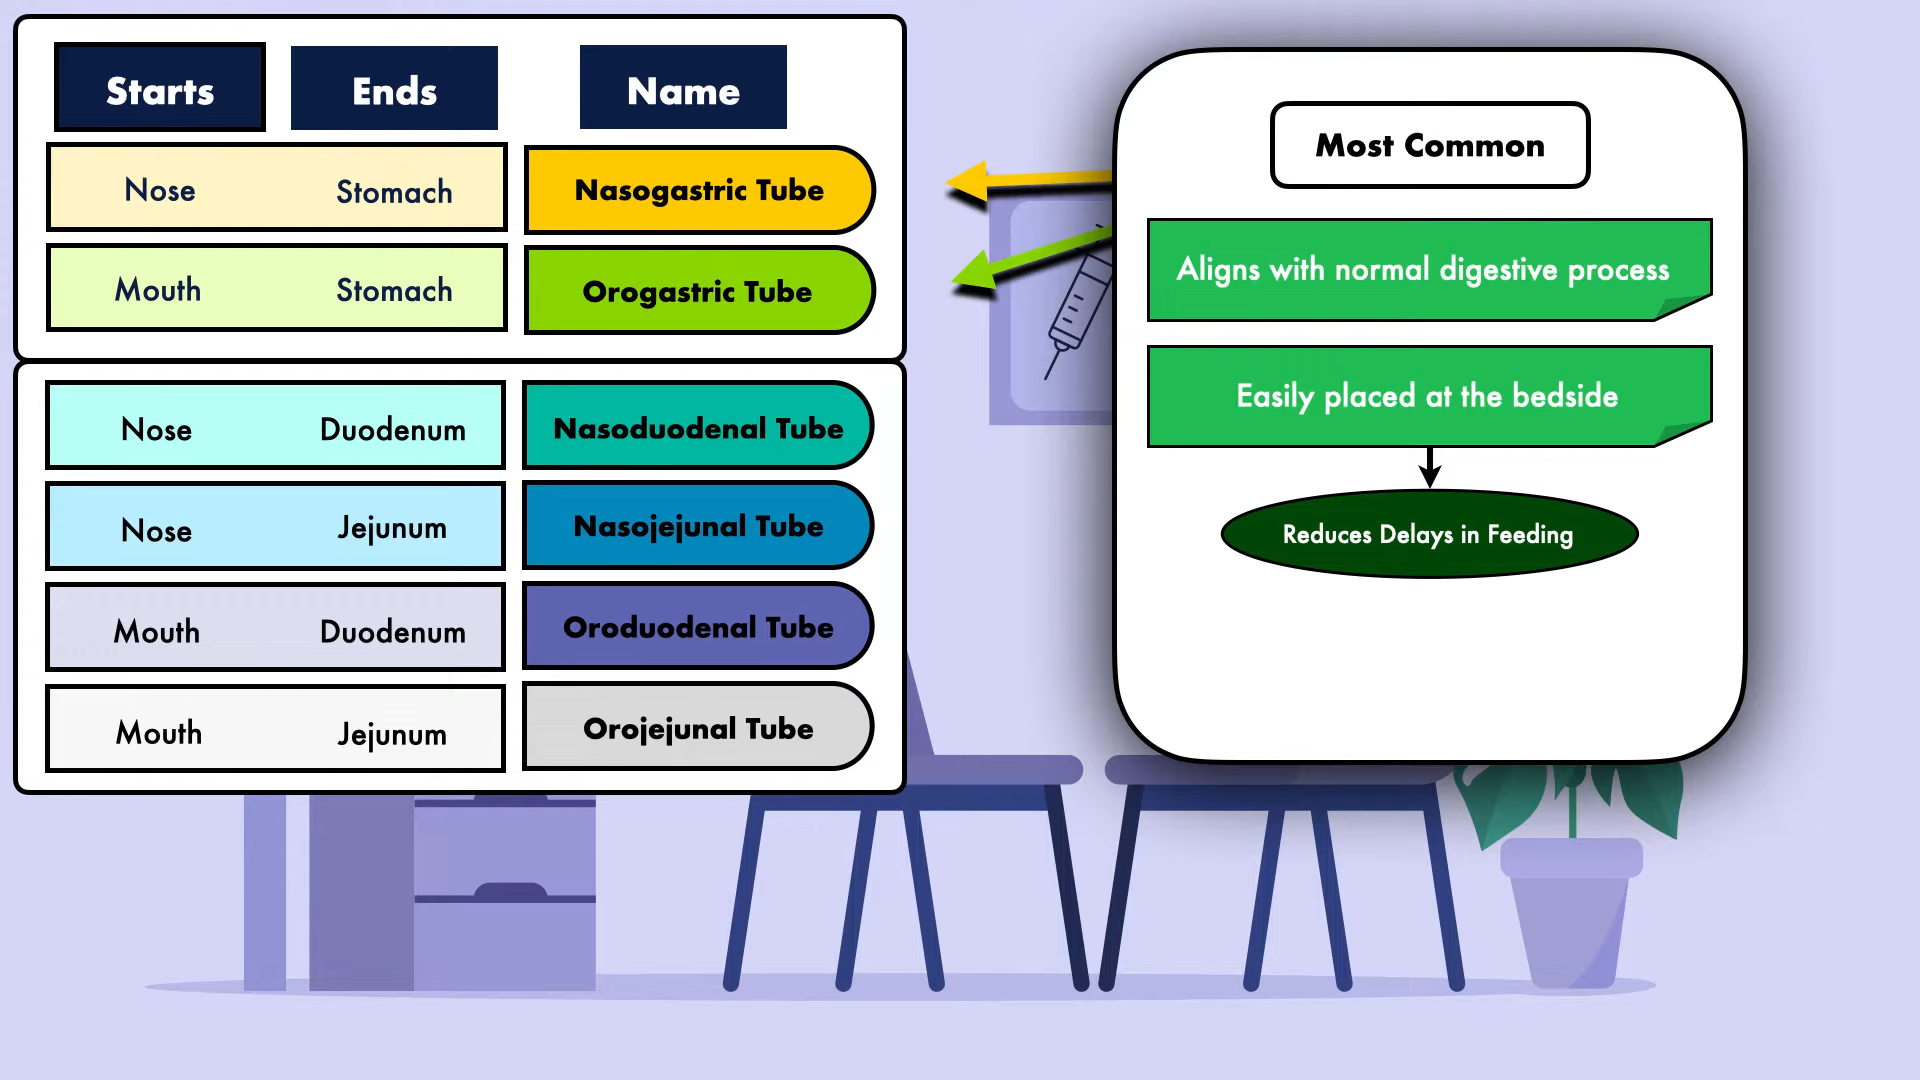 Starts Ends Name
Nose Stomach Nasogastric Tube
Mouth Stomach Orogastric Tube
Nose Duodenum Nasoduodenal Tube
Nose Jejunum Nasojejunal Tube
Mouth Duodenum Oroduodenal Tube
Mouth Jejunum Orojejunal Tube
Most Common
Aligns with normal digestive process
Easily placed at the bedside
Reduces Delays in Feeding